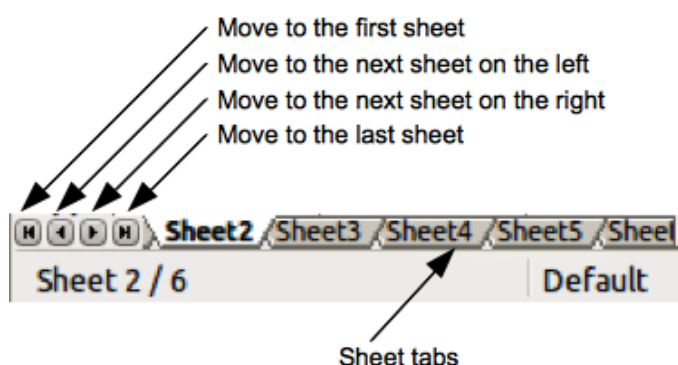 Move to the first sheet
Move to the next sheet on the left
Move to the next sheet on the right
Move to the last sheet
Sheet2 Sheet3 Sheet4 Sheet5 Sheet
Sheet 2 / 6 Default
Sheet tabs